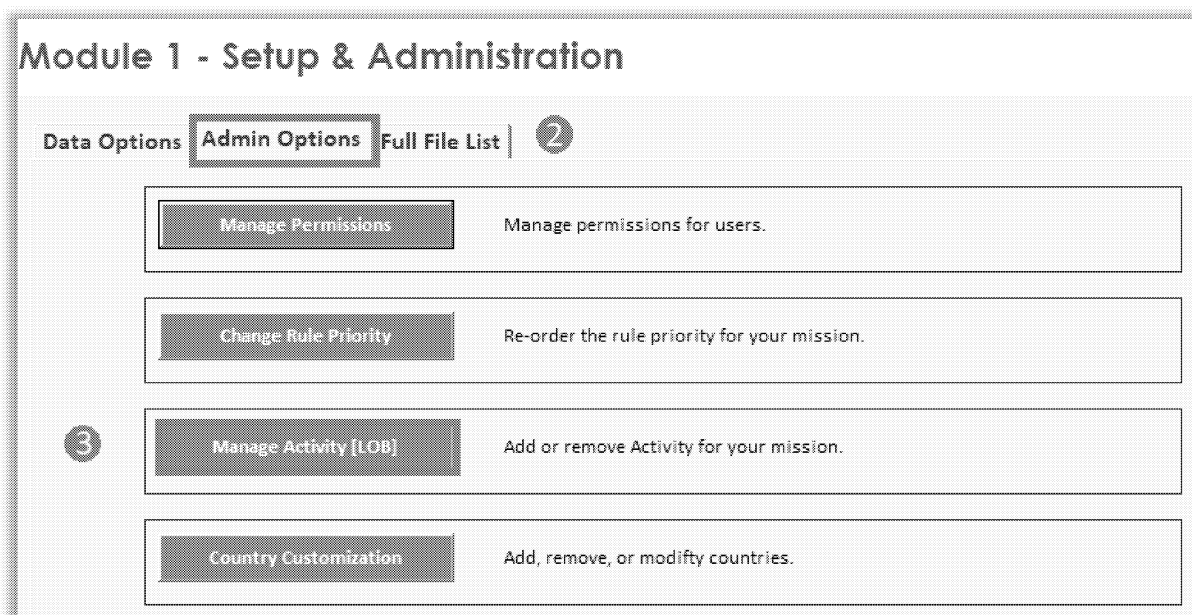 Module 1 - Setup & Administration
Data Options Admin Options Full File List 2
Manage Permissions Manage permissions for users.
Change Rule Priority Re-order the rule priority for your mission.
3 Manage Activity [LOB] Add or remove Activity for your mission.
Country Customization Add, remove, or modifty countries.